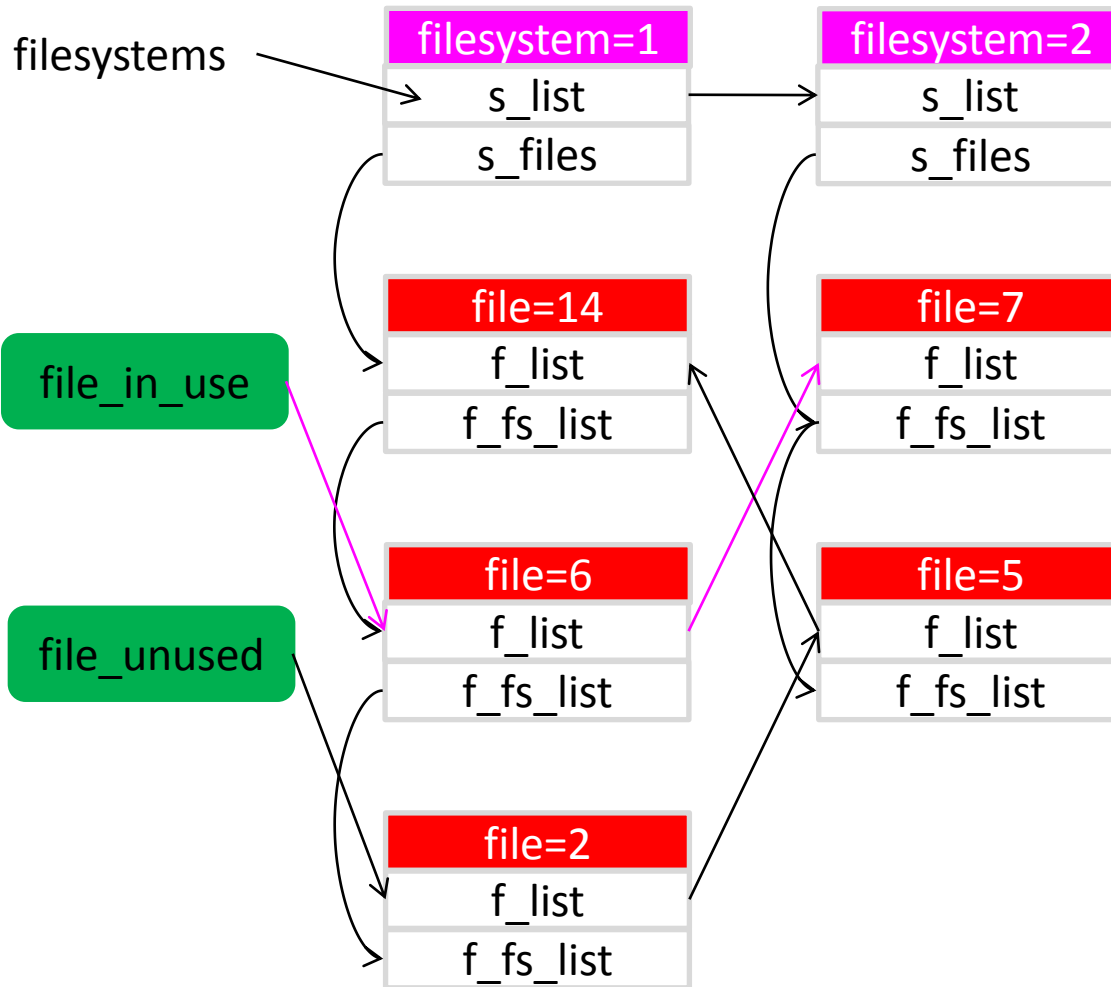 filesystems
filesystem=1
s_list
s_files
filesystem=2
s_list
s_files
file_in_use
file=14
f_list
f_fs_list
file=7
f_list
f_fs_list
file_unused
file=6
f_list
f_fs_list
file=5
f_list
f_fs_list
file=2
f_list
f_fs_list